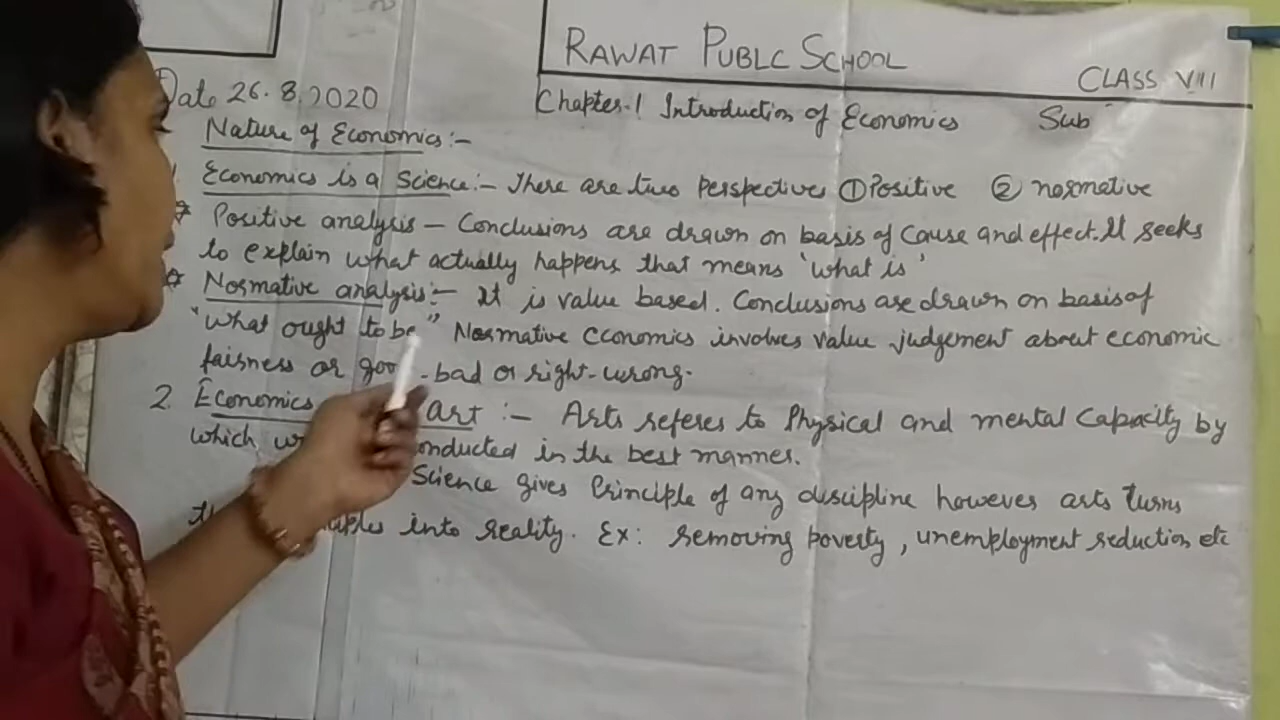 RAWAT PUBLC SCHOOL
CLASS VIII
Date 26.8.2020
Chapter.1 Introduction of Economics Sub
Nature of Economics:-
1. Economics is a Science:- There are two perspective ① Positive ② normative
Positive analysis - Conclusions are drawn on basis of Cause and effect. It seeks
to explain what actually happens that means 'what is'
Normative analysis:- It is value based. Conclusions are drawn on basis of
"What ought to be" Normative economics involves value judgement about economic
fairness or goo -bad or right-wrong.
2. Economics art :- Arts referes to Physical and mental Capacity by
which onducted in the best manner.
Science gives Principle of any discipline however arts turns
into reality. Ex: removing poverty, unemployment reduction etc